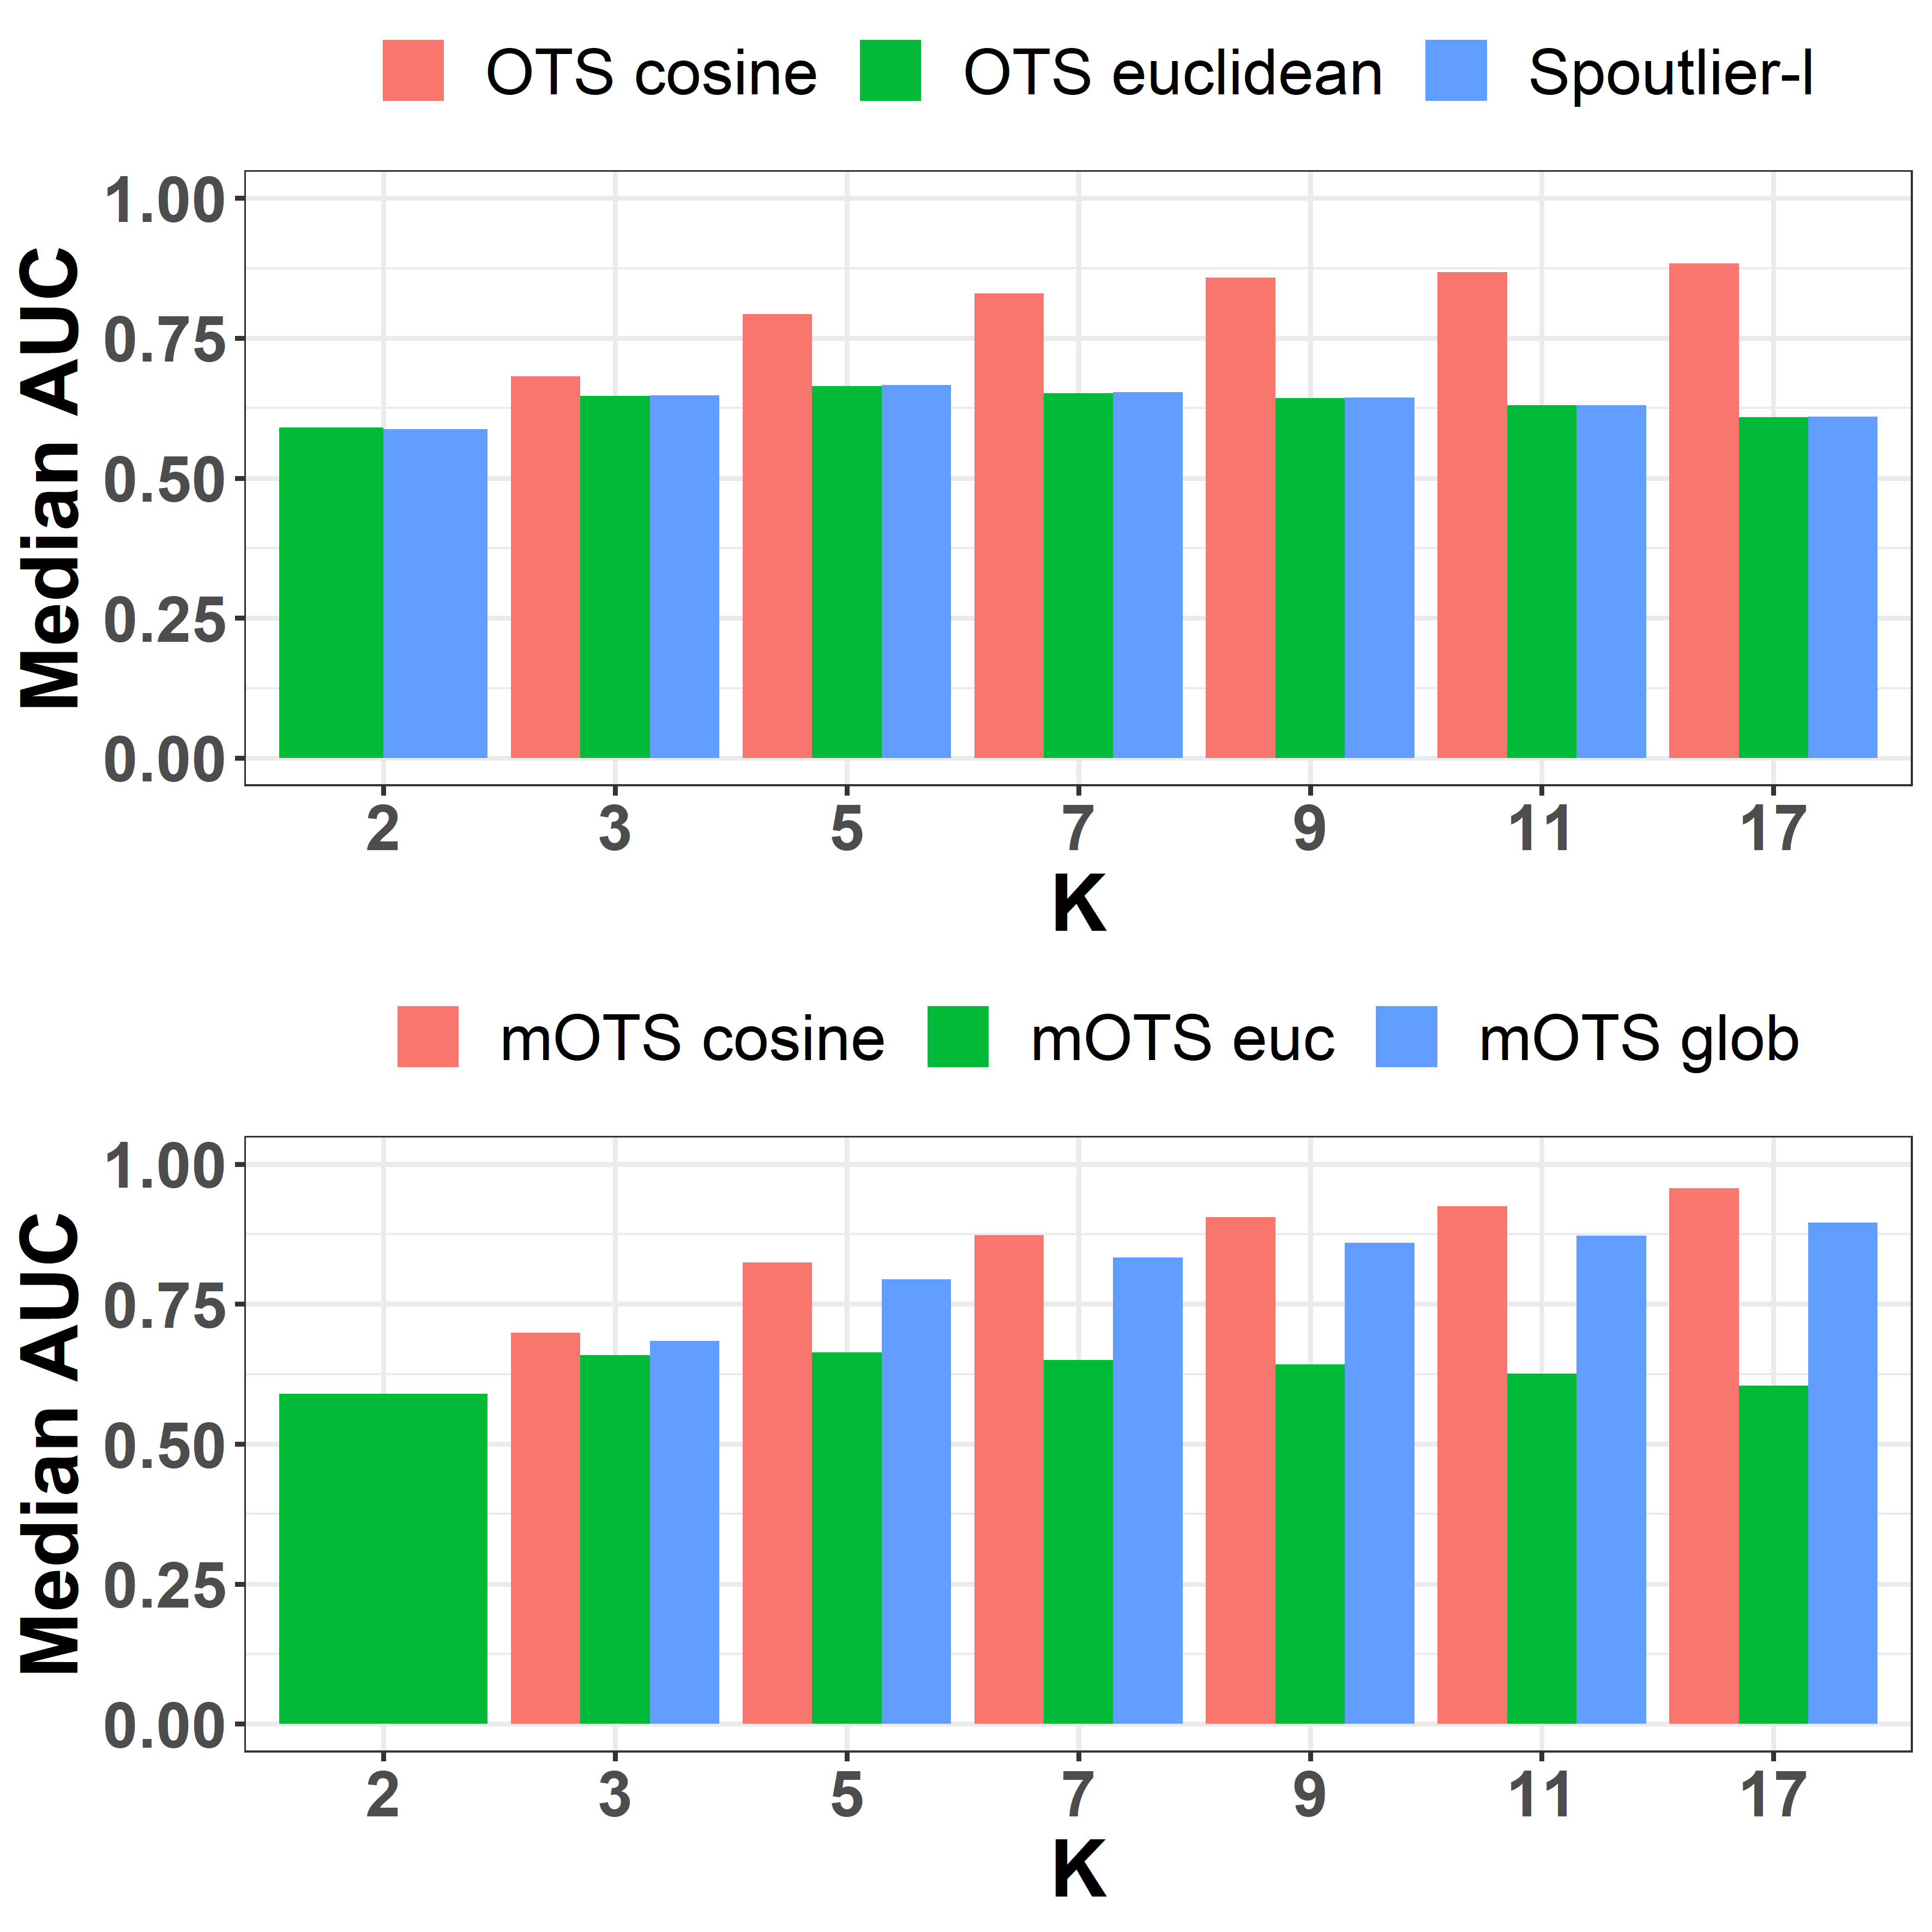 OTS cosine OTS euclidean Spoutlier-I
Median AUC
1.00
0.75
0.50
0.25
0.00
2 3 5 7 9 11 17
K
mOTS cosine mOTS euc mOTS glob
Median AUC
1.00
0.75
0.50
0.25
0.00
2 3 5 7 9 11 17
K